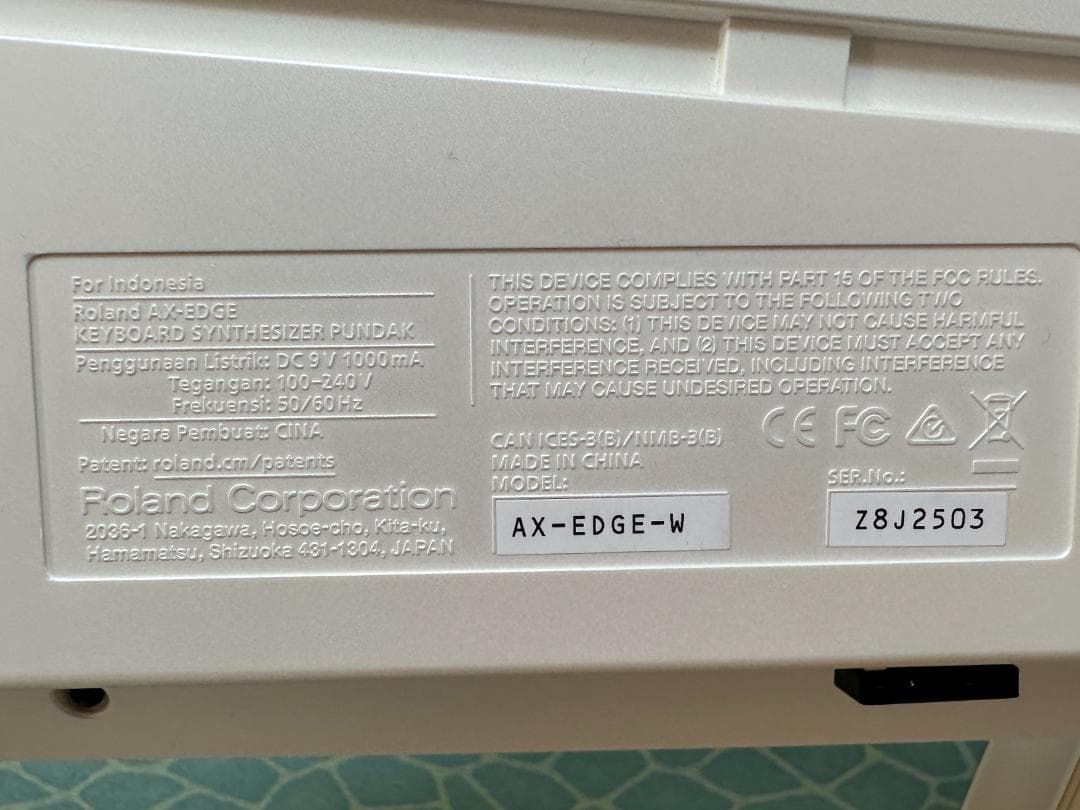 For Indonesia
Roland AX-EDGE
KEYBOARD SYNTHESIZER PUNDAK
Penggunaan Listrik: DC 9 V 1000 mA
Tegangan: 100-240 V
Frekuensi: 50/60 Hz
Negara Pembuat: CINA
Patent: roland.cm/patents
Roland Corporation
2036-1 Nakagawa, Hosoe-cho, Kita-ku,
Hamamatsu, Shizuoka 431-1304, JAPAN
THIS DEVICE COMPLIES WITH PART 15 OF THE FCC RULES.
OPERATION IS SUBJECT TO THE FOLLOWING TWO
CONDITIONS: (1) THIS DEVICE MAY NOT CAUSE HARMFUL
INTERFERENCE, AND (2) THIS DEVICE MUST ACCEPT ANY
INTERFERENCE RECEIVED, INCLUDING INTERFERENCE
THAT MAY CAUSE UNDESIRED OPERATION.
CE FC
CAN ICES-3(B)/NMB-3(B)
MADE IN CHINA
MODEL:
AX-EDGE-W
SER.No.:
Z8J2503